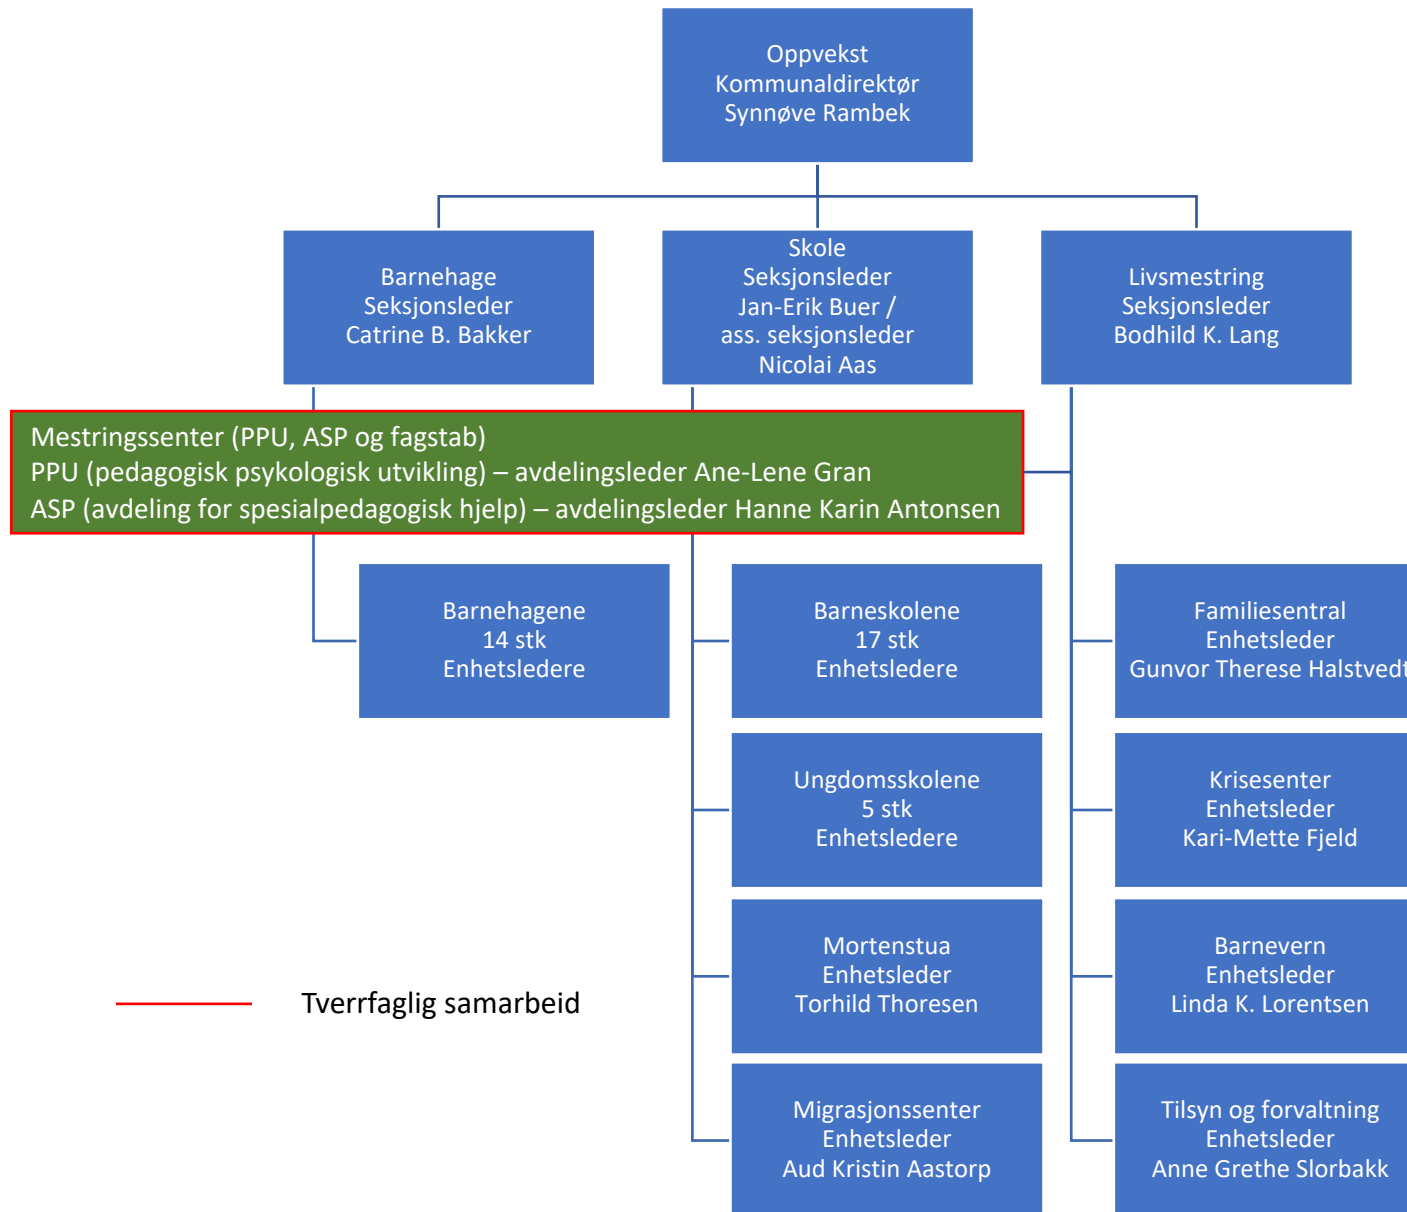 Oppvekst
Kommunaldirektør
Synnøve Rambek
Barnehage
Seksjonsleder
Catrine B. Bakker
Skole
Seksjonsleder
Jan-Erik Buer /
ass. seksjonsleder
Nicolai Aas
Livsmestring
Seksjonsleder
Bodhild K. Lang
Mestringssenter (PPU, ASP og fagstab)
PPU (pedagogisk psykologisk utvikling) – avdelingsleder Ane-Lene Gran
ASP (avdeling for spesialpedagogisk hjelp) – avdelingsleder Hanne Karin Antonsen
Barnehagene
14 stk
Enhetsledere
Barneskolene
17 stk
Enhetsledere
Familiesentral
Enhetsleder
Gunvor Therese Halstvedt
Ungdomsskolene
5 stk
Enhetsledere
Krisesenter
Enhetsleder
Kari-Mette Fjeld
Mortenstua
Enhetsleder
Torhild Thoresen
Barnevern
Enhetsleder
Linda K. Lorentsen
Tverrfaglig samarbeid
Migrasjonssenter
Enhetsleder
Aud Kristin Aastorp
Tilsyn og forvaltning
Enhetsleder
Anne Grethe Slorbakk